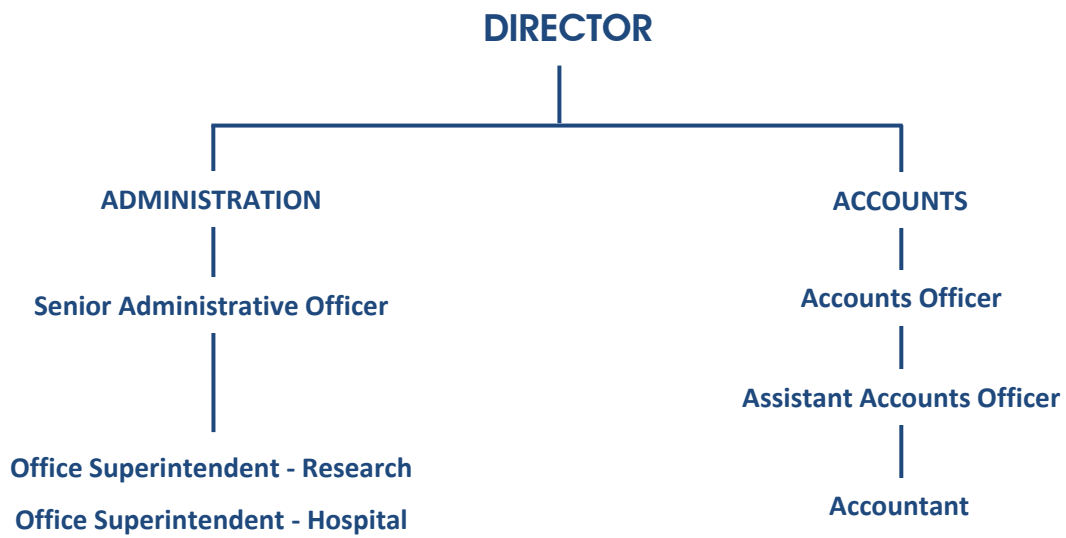 DIRECTOR
ADMINISTRATION
Senior Administrative Officer
Office Superintendent - Research
Office Superintendent - Hospital
ACCOUNTS
Accounts Officer
Assistant Accounts Officer
Accountant